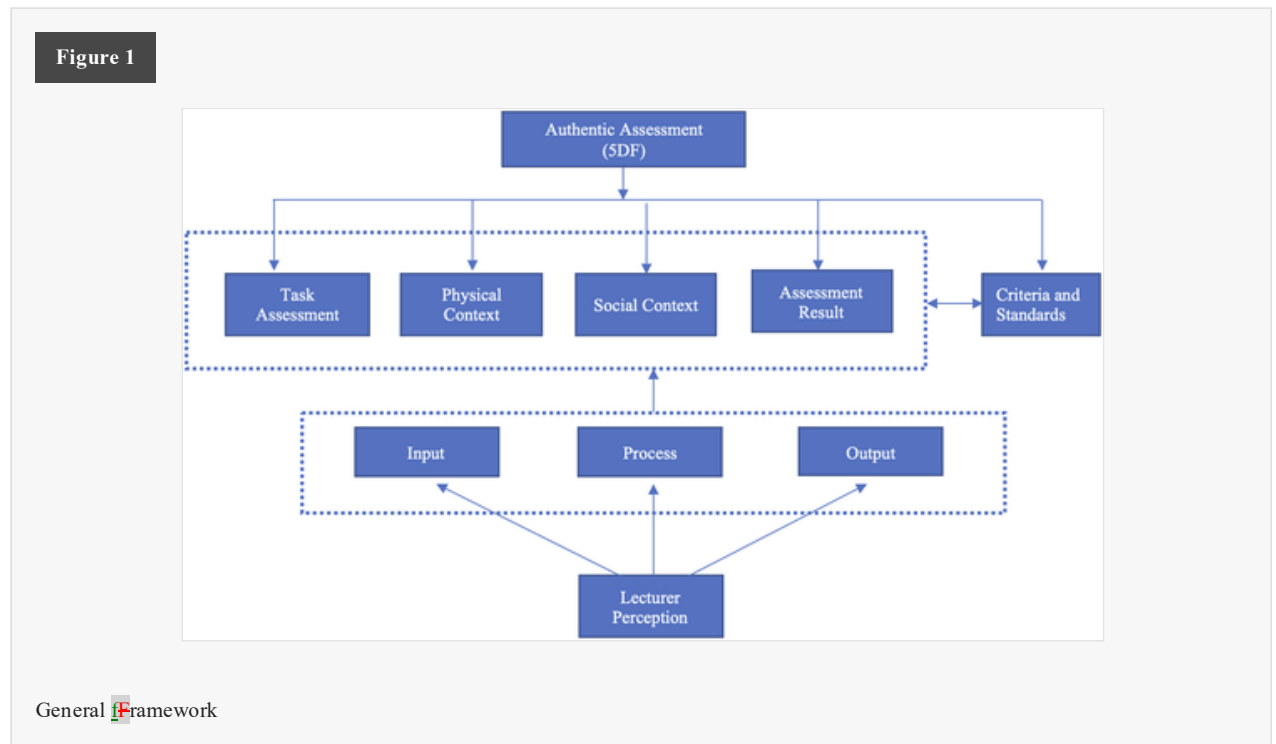 Figure 1
Authentic Assessment
(5DF)
Task
Assessment
Physical
Context
Social Context
Assessment
Result
Criteria and
Standards
Input
Process
Output
Lecturer
Perception
General fFramework